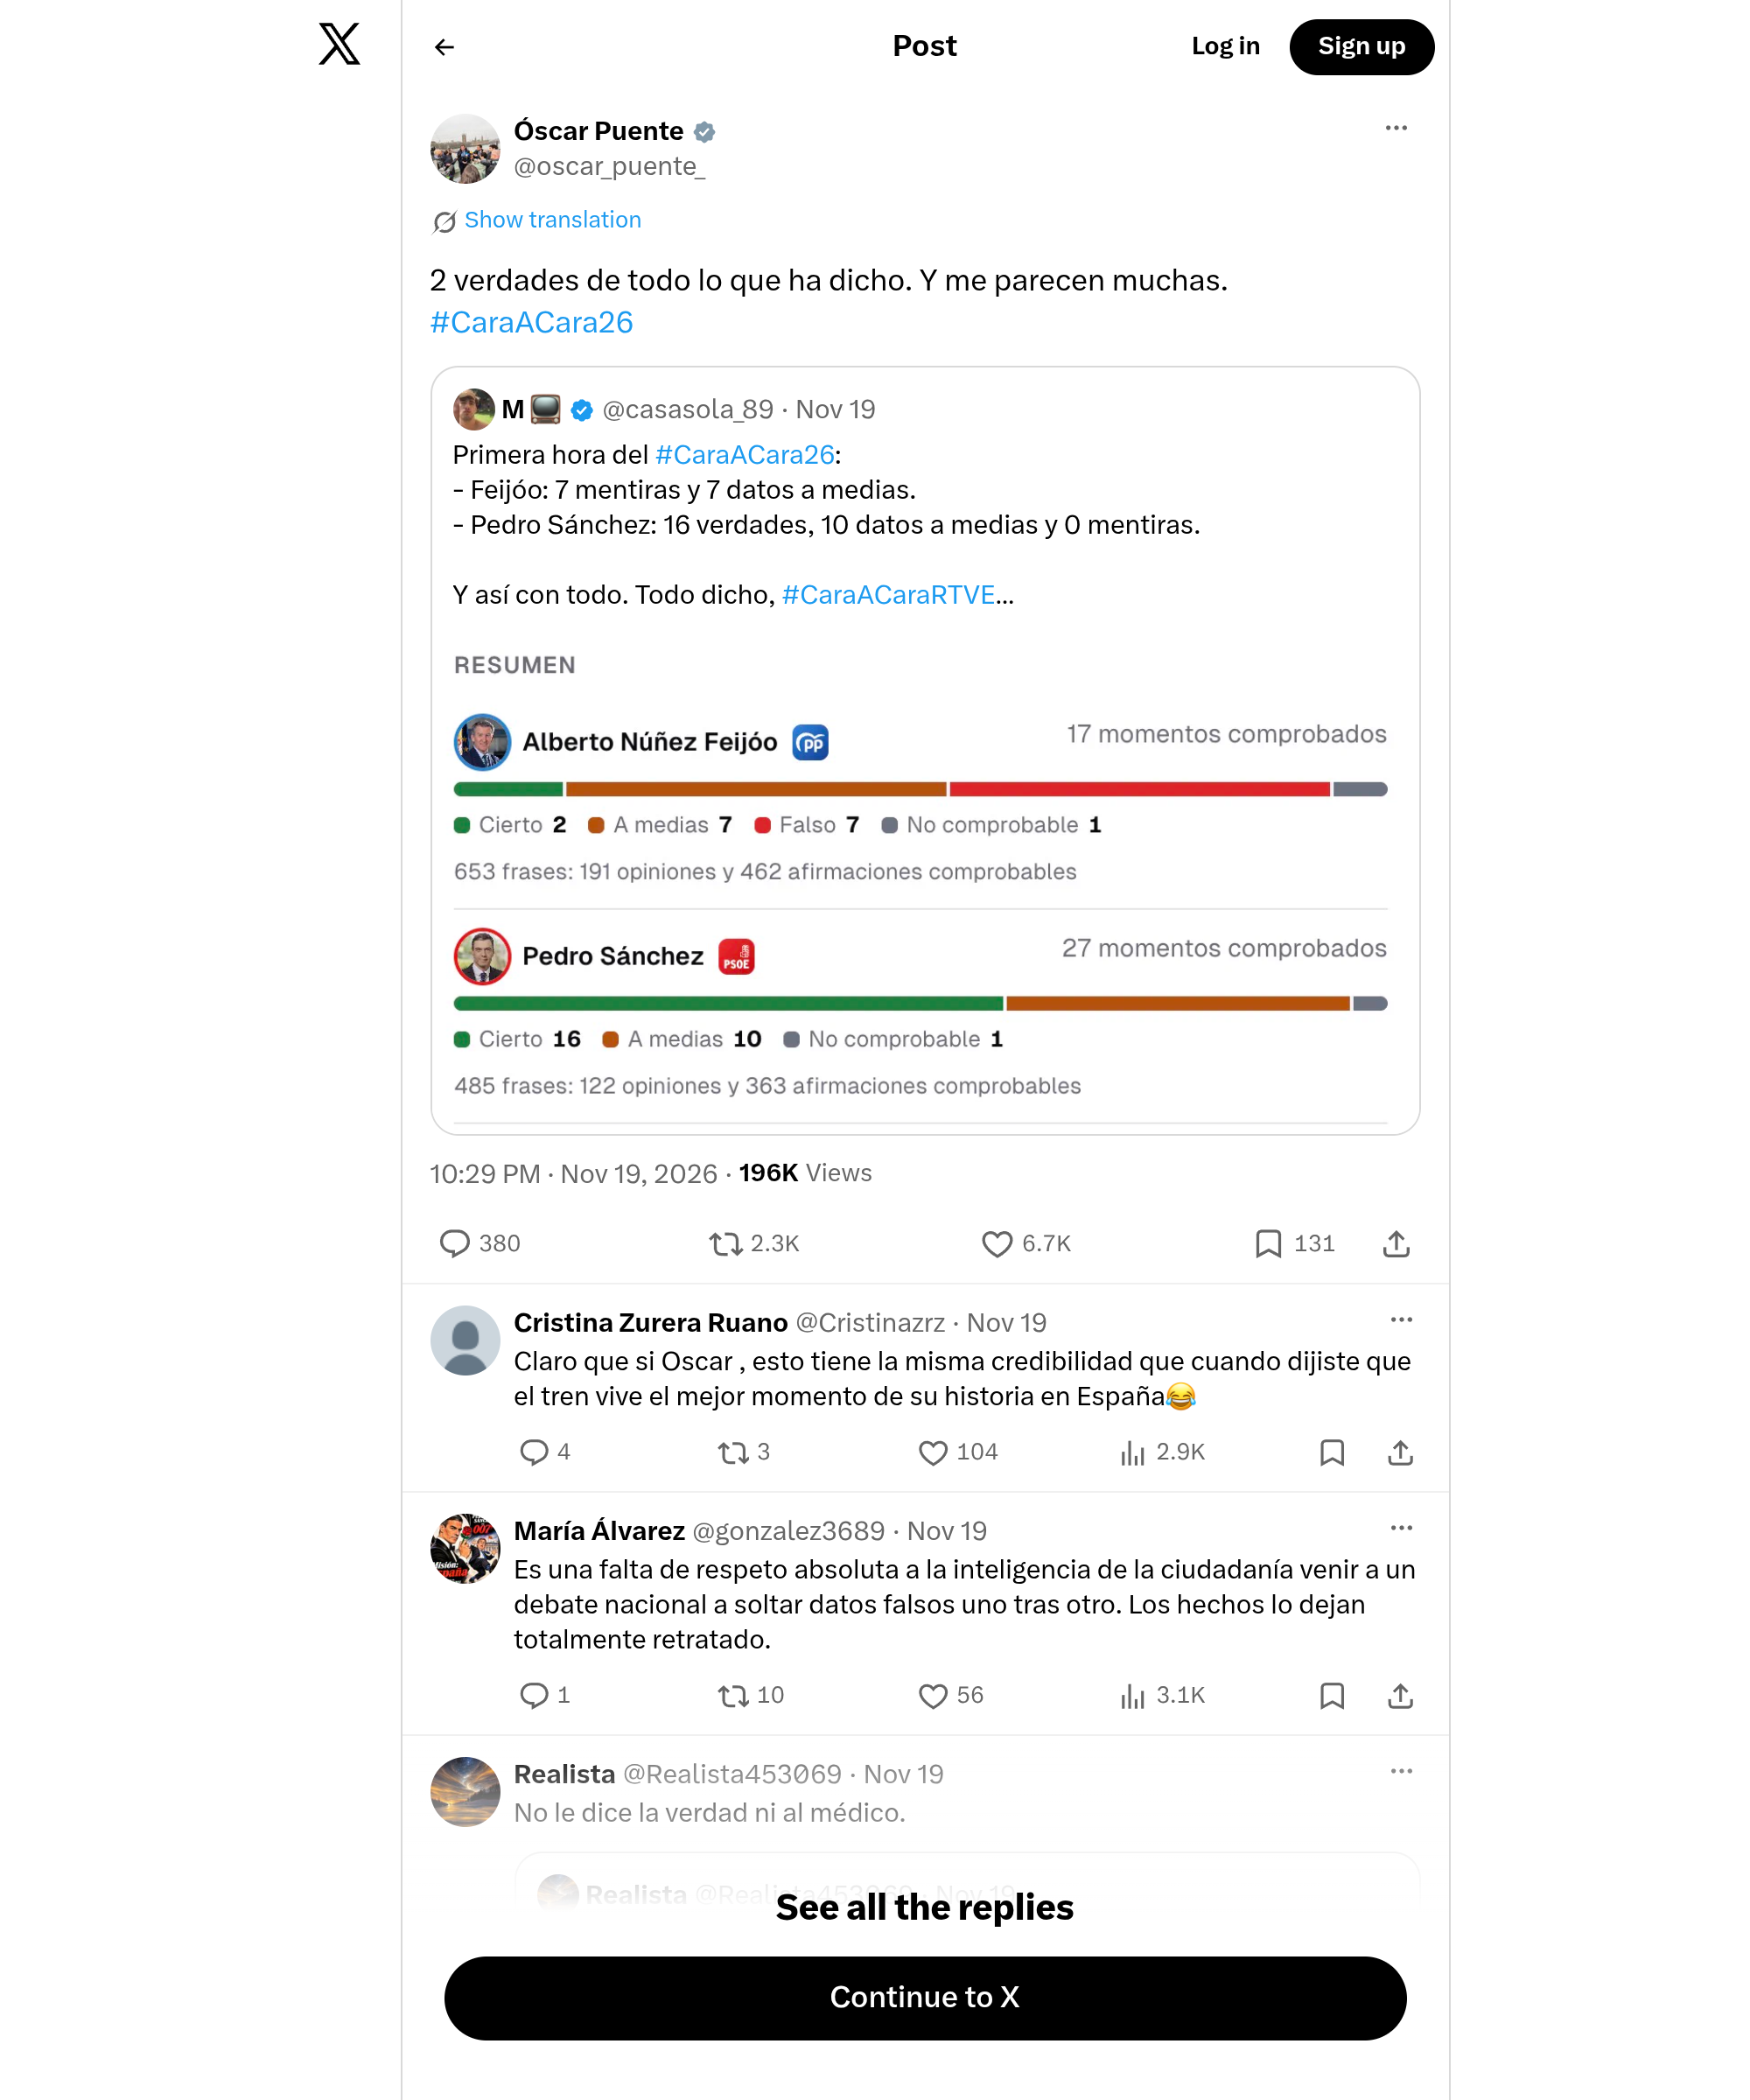 Post
Log in
Sign up
Óscar Puente
@oscar_puente_
Show translation
2 verdades de todo lo que ha dicho. Y me parecen muchas.
#CaraACara26
M @casasola_89 · Nov 19
Primera hora del #CaraACara26:
- Feijóo: 7 mentiras y 7 datos a medias.
- Pedro Sánchez: 16 verdades, 10 datos a medias y 0 mentiras.
Y así con todo. Todo dicho, #CaraACaraRTVE...
RESUMEN
Alberto Núñez Feijóo pp 17 momentos comprobados
Cierto 2 A medias 7 Falso 7 No comprobable 1
653 frases: 191 opiniones y 462 afirmaciones comprobables
Pedro Sánchez PSOE 27 momentos comprobados
Cierto 16 A medias 10 No comprobable 1
485 frases: 122 opiniones y 363 afirmaciones comprobables
10:29 PM · Nov 19, 2026 · 196K Views
380 2.3K 6.7K 131
Cristina Zurera Ruano @Cristinazrz · Nov 19
Claro que si Oscar , esto tiene la misma credibilidad que cuando dijiste que
el tren vive el mejor momento de su historia en España😂
4 3 104 2.9K
María Álvarez @gonzalez3689 · Nov 19
Es una falta de respeto absoluta a la inteligencia de la ciudadanía venir a un
debate nacional a soltar datos falsos uno tras otro. Los hechos lo dejan
totalmente retratado.
1 10 56 3.1K
Realista @Realista453069 · Nov 19
No le dice la verdad ni al médico.
Realista @Realista453069 · Nov 19
See all the replies
Continue to X